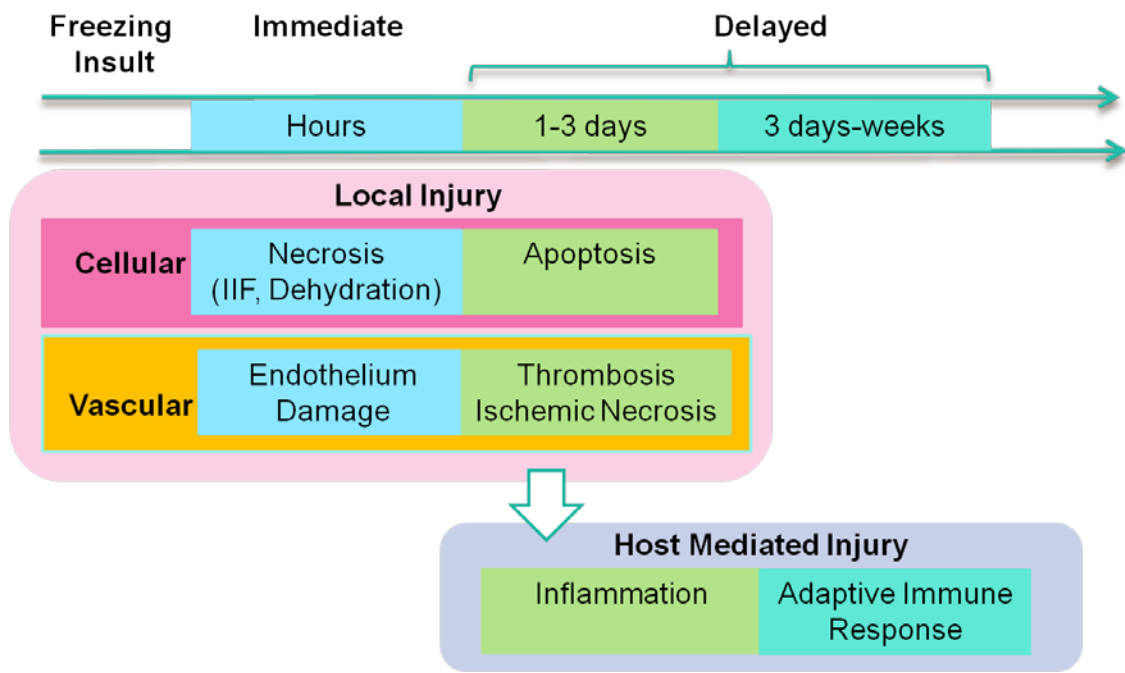 Freezing
Insult
Immediate
Delayed
Hours
1-3 days
3 days-weeks
Local Injury
Cellular
Necrosis
(IIF, Dehydration)
Apoptosis
Vascular
Endothelium
Damage
Thrombosis
Ischemic Necrosis
Host Mediated Injury
Inflammation
Adaptive Immune
Response